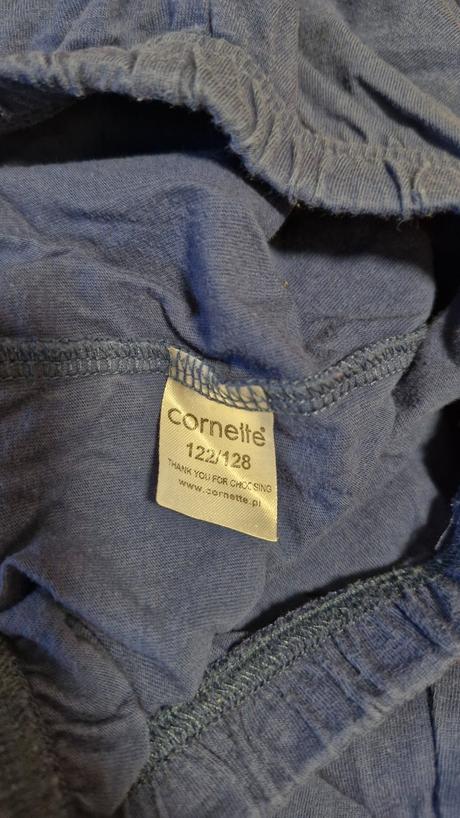 cornette®
122/128
THANK YOU FOR CHOOSING
www.cornette.pl